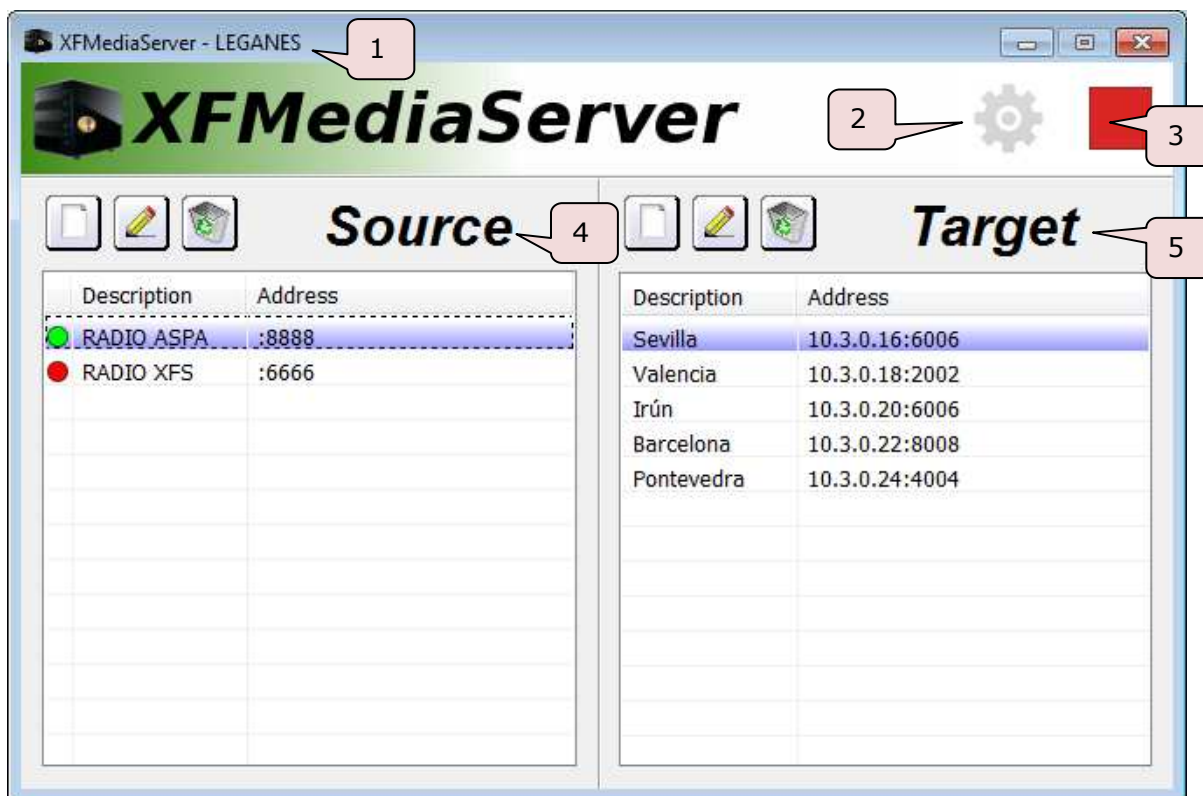 XFMediaServer - LEGANES
1
XFMediaServer
2
3
Source
4
Target
5
Description Address
RADIO ASPA :8888
RADIO XFS :6666
Description Address
Sevilla 10.3.0.16:6006
Valencia 10.3.0.18:2002
Irún 10.3.0.20:6006
Barcelona 10.3.0.22:8008
Pontevedra 10.3.0.24:4004